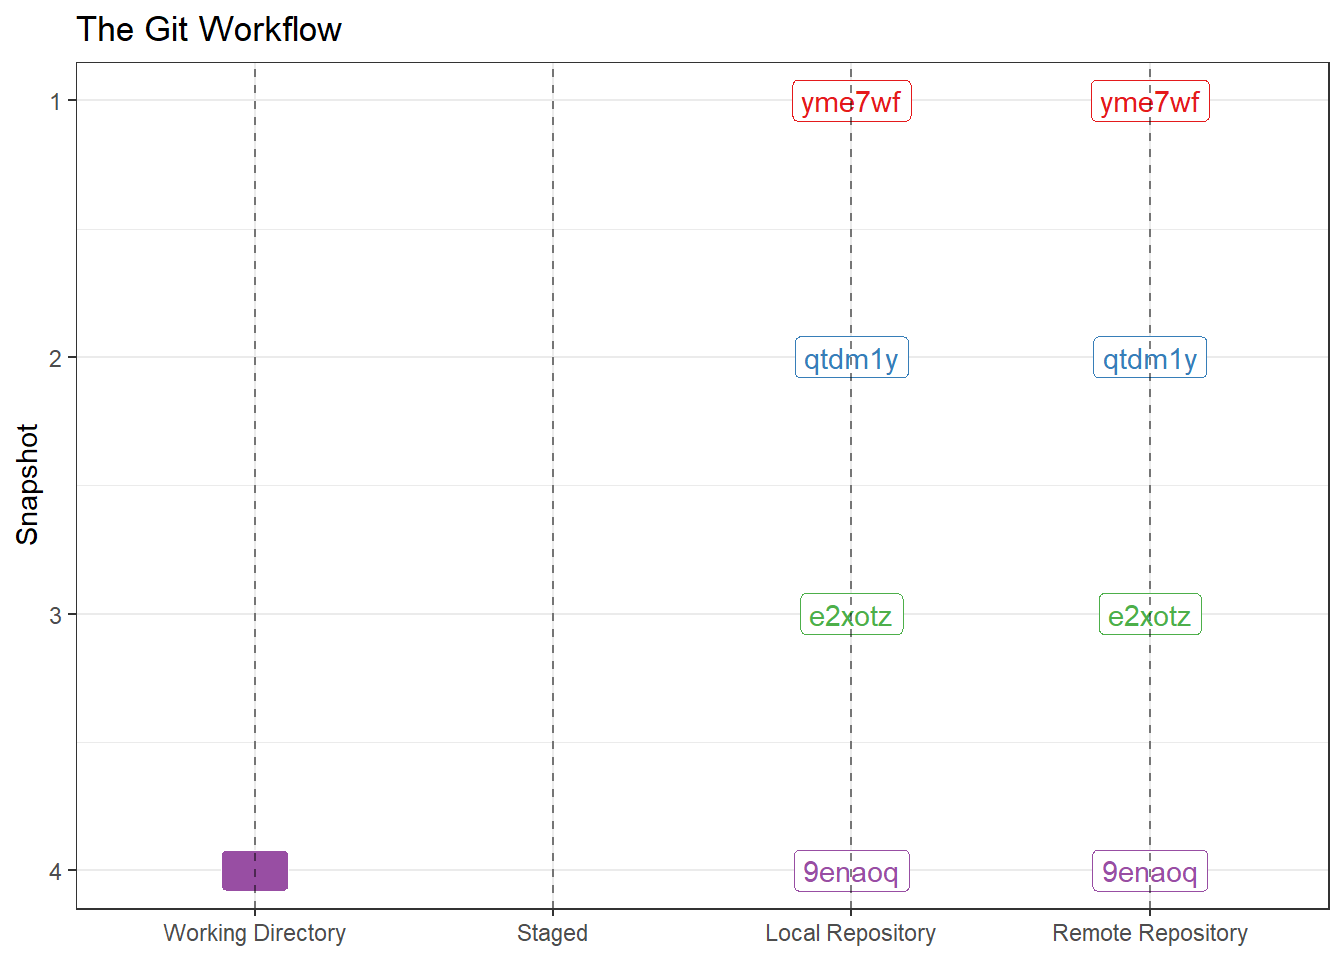 The Git Workflow
1
yme7wf
yme7wf
2
qtdm1y
qtdm1y
Snapshot
3
e2xotz
e2xotz
4
9enaoq
9enaoq
Working Directory
Staged
Local Repository
Remote Repository